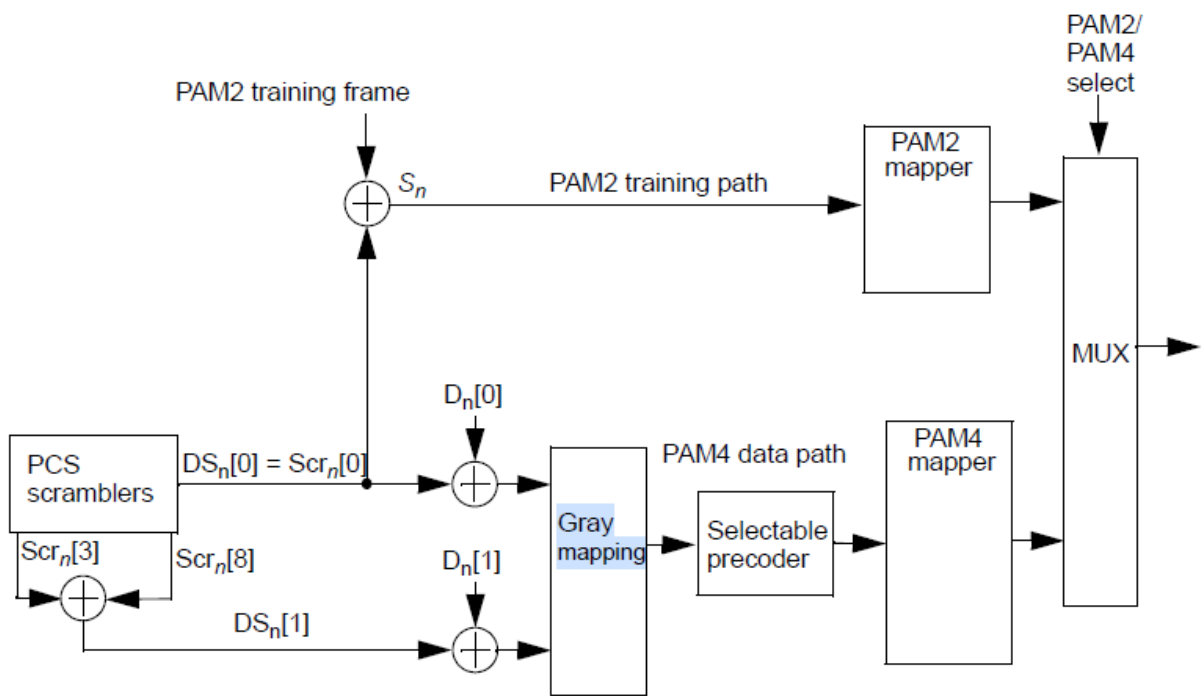 PAM2/
PAM4
select
PAM2 training frame
PAM2
mapper
Sn
PAM2 training path
MUX
Dn[0]
PCS
scramblers
DSn[0] = Scrn[0]
PAM4 data path
PAM4
mapper
Gray
mapping
Selectable
precoder
Scrn[3]
Scrn[8]
Dn[1]
DSn[1]